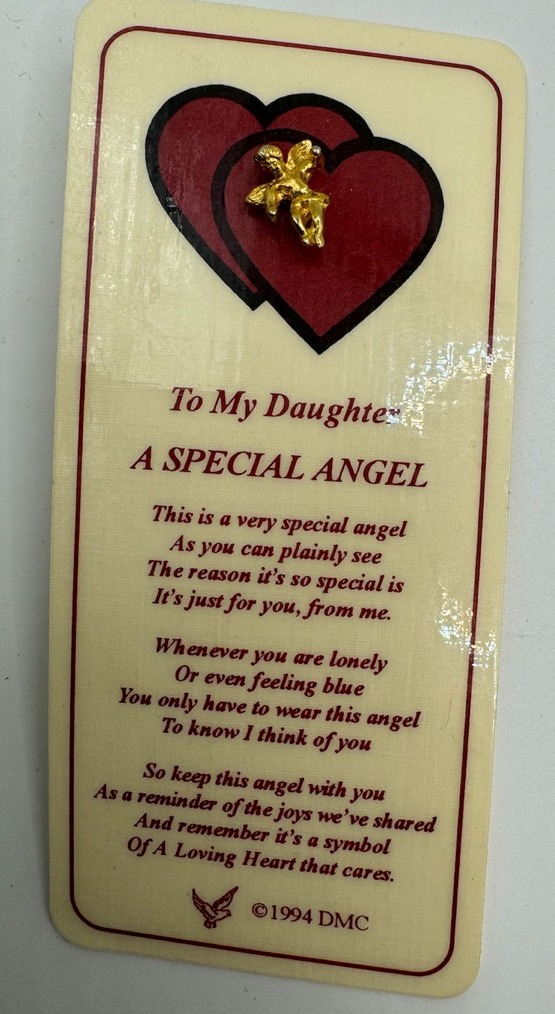 To My Daughter
A SPECIAL ANGEL
This is a very special angel
As you can plainly see
The reason it's so special is
It's just for you, from me.
Whenever you are lonely
Or even feeling blue
You only have to wear this angel
To know I think of you
So keep this angel with you
As a reminder of the joys we've shared
And remember it's a symbol
Of A Loving Heart that cares.
©1994 DMC